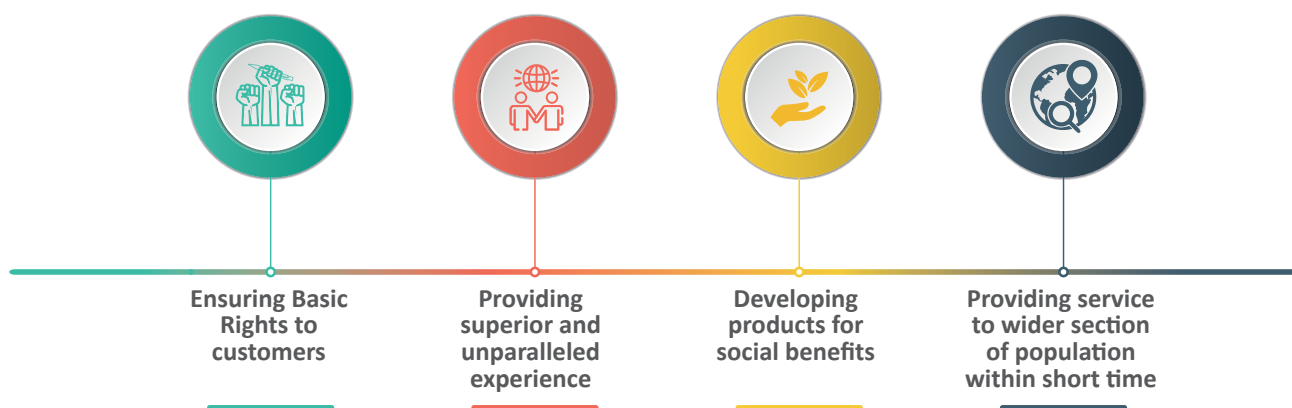 Ensuring Basic
Rights to
customers
Providing
superior and
unparalleled
experience
Developing
products for
social benefits
Providing service
to wider section
of population
within short time